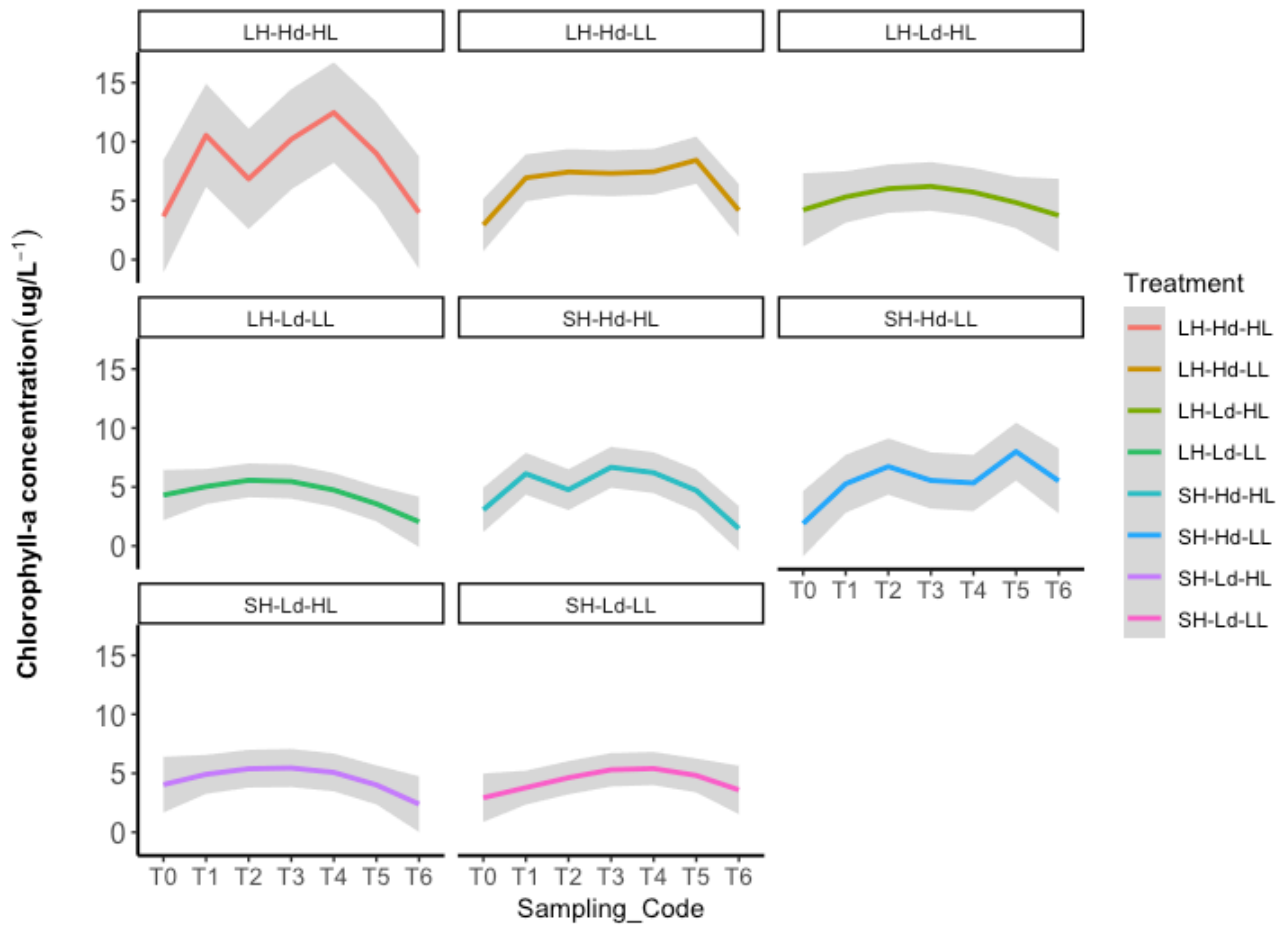 LH-Hd-HL
LH-Hd-LL
LH-Ld-HL
15
10
5
0
LH-Ld-LL
SH-Hd-HL
SH-Hd-LL
15
10
5
0
T0 T1 T2 T3 T4 T5 T6
SH-Ld-HL
SH-Ld-LL
15
10
5
0
T0 T1 T2 T3 T4 T5 T6
T0 T1 T2 T3 T4 T5 T6
Sampling_Code
Chlorophyll-a concentration(ug/L⁻¹)
Treatment
LH-Hd-HL
LH-Hd-LL
LH-Ld-HL
LH-Ld-LL
SH-Hd-HL
SH-Hd-LL
SH-Ld-HL
SH-Ld-LL